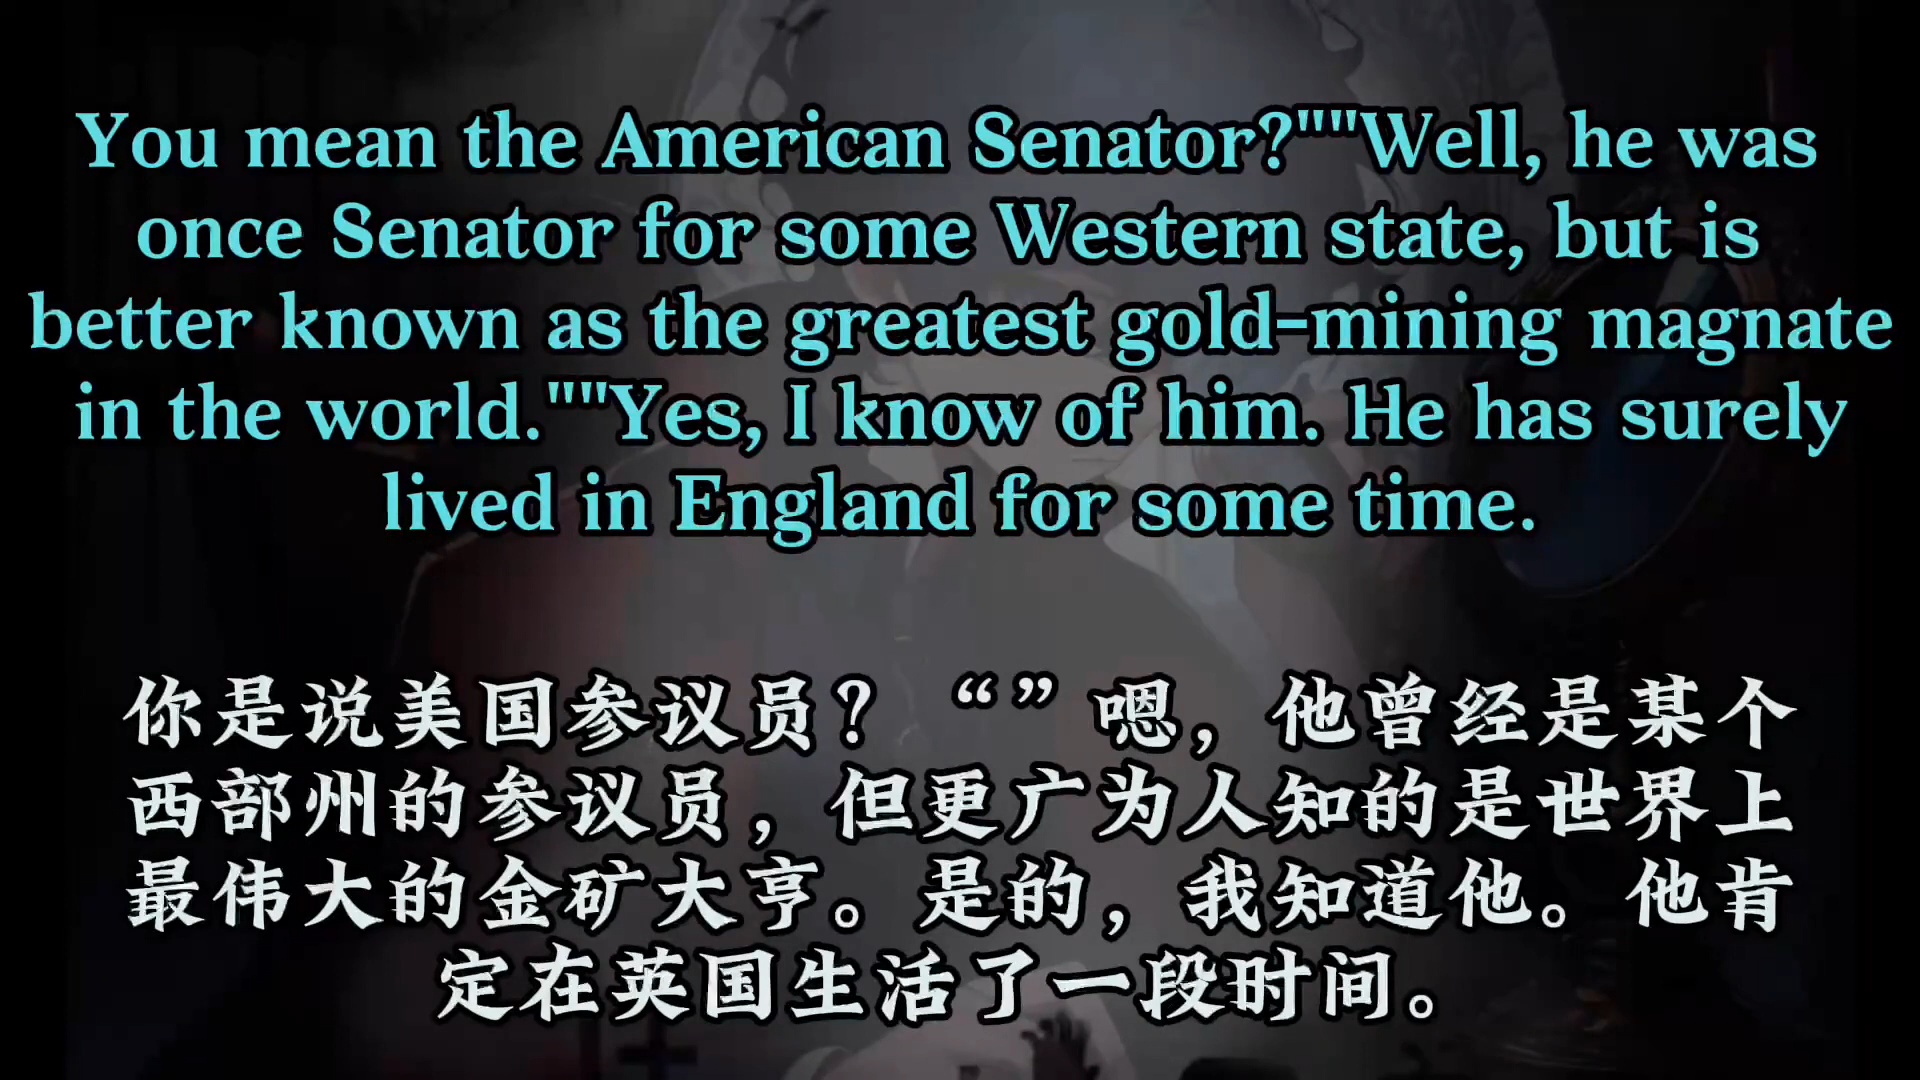 You mean the American Senator?""Well, he was
once Senator for some Western state, but is
better known as the greatest gold-mining magnate
in the world.""Yes, I know of him. He has surely
lived in England for some time.
你是说美国参议员？“”嗯，他曾经是某个
西部州的参议员，但更广为人知的是世界上
最伟大的金矿大亨。是的，我知道他。他肯
定在英国生活了一段时间。